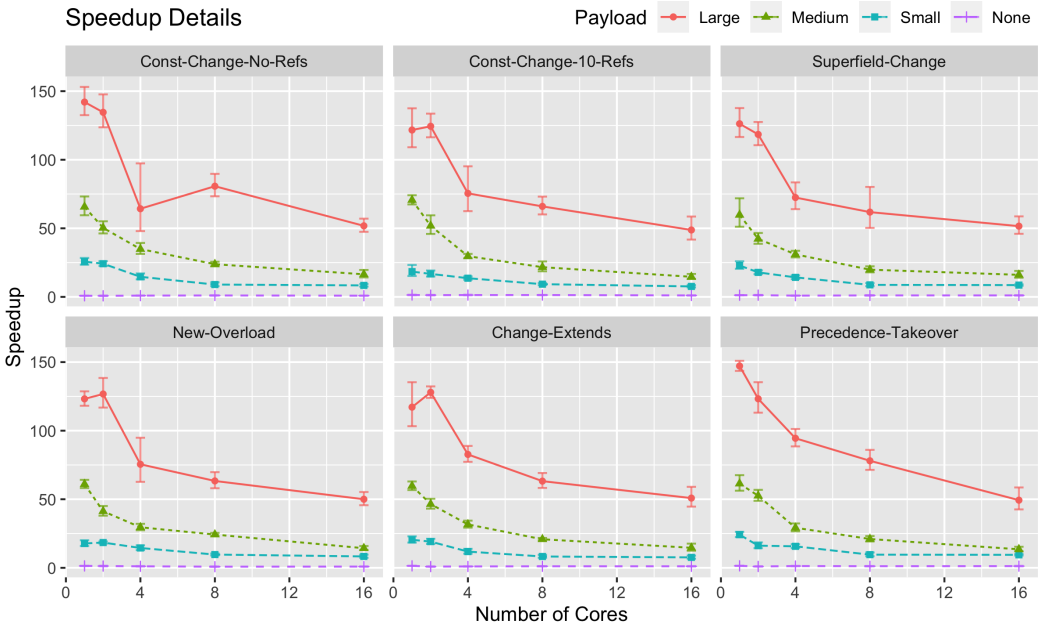 Speedup Details
Payload Large Medium Small None
Const-Change-No-Refs Const-Change-10-Refs Superfield-Change
150
100
50
0
New-Overload Change-Extends Precedence-Takeover
150
100
50
0
Speedup
0 4 8 12 16 0 4 8 12 16 0 4 8 12 16
Number of Cores